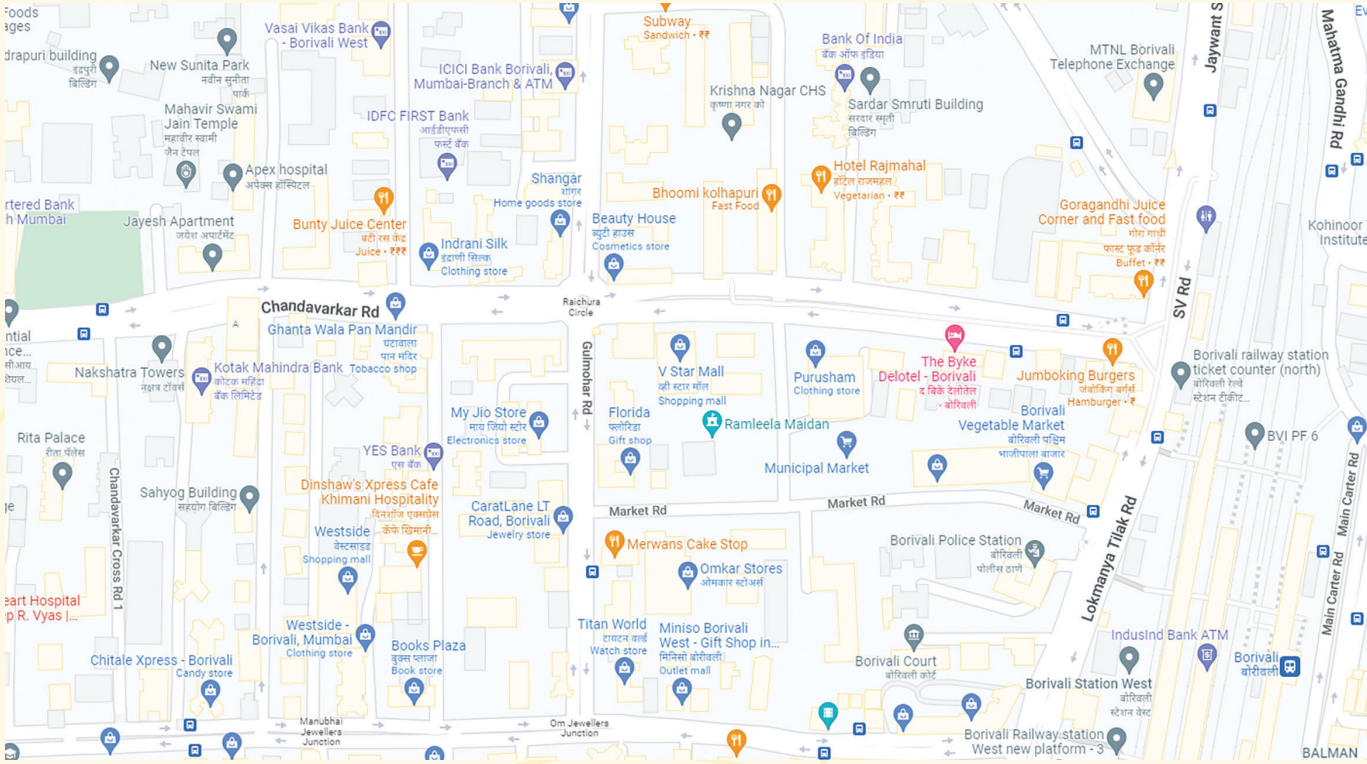 Foods
ages
drapuri building
इंद्रपुरी
बिल्डिंग
New Sunita Park
नवीन सुनीता
पार्क
Vasai Vikas Bank
- Borivali West
Subway
Sandwich • ₹₹
Bank Of India
बैंक ऑफ इंडिया
MTNL Borivali
Telephone Exchange
Jaywant S
Mahatma Gandhi Rd
ICICI Bank Borivali,
Mumbai-Branch & ATM
Krishna Nagar CHS
कृष्णा नगर को
Sardar Smruti Building
सरदार स्मृती
बिल्डिंग
Mahavir Swami
Jain Temple
महावीर स्वामी
जैन टेंपल
IDFC FIRST Bank
आईडीएफसी
फर्स्ट बँक
Apex hospital
अपेक्स हॉस्पिटल
Shangar
शांगर
Home goods store
Bhoomi kolhapuri
Fast Food
Hotel Rajmahal
हॉटेल राजमहल
Vegetarian • ₹₹
rtered Bank
h Mumbai
Jayesh Apartment
जयेश अपार्टमेंट
Bunty Juice Center
बंटी रस केंद्र
Juice • ₹₹₹
Indrani Silk
इंद्राणी सिल्क
Clothing store
Beauty House
ब्युटी हाउस
Cosmetics store
Goragandhi Juice
Corner and Fast food
गोरा गांधी
फास्ट फूड कॉर्नर
Buffet • ₹₹
Kohinoor
Institute
SV Rd
Chandavarkar Rd
Raichura
Circle
A
Ghanta Wala Pan Mandir
घंटावाला
पान मंदिर
Tobacco shop
ntial
nce...
Nakshatra Towers
नक्षत्र टॉवर्स
Kotak Mahindra Bank
कोटक महिंद्रा
बँक लिमिटेड
Gulmohar Rd
V Star Mall
व्ही स्टार मॉल
Shopping mall
Purusham
Clothing store
The Byke
Delotel - Borivali
द बिके देलोतेल
- बोरिवली
Jumboking Burgers
जंबोकिंग बर्गर्स
Hamburger • ₹
Borivali railway station
ticket counter (north)
बोरिवली रेल्वे
स्टेशन टीकीट...
My Jio Store
माय जियो स्टोर
Electronics store
Florida
फ्लोरिडा
Gift shop
Ramleela Maidan
Borivali
Vegetable Market
बोरिवली पश्चिम
भाजीपाला बाजार
BVI PF 6
Rita Palace
रीता पॅलेस
YES Bank
एस बँक
Municipal Market
Chandavarkar Cross Rd 1
Dinshaw's Xpress Cafe
Khimani Hospitality
दिनशॉज एक्सप्रेस
कॅफे खिमानी...
Sahyog Building
सहयोग बिल्डिंग
CaratLane LT
Road, Borivali
Jewelry store
Market Rd
Market Rd
Market Rd
Main Carter Rd
Main Carter Rd
Westside
वेस्टसाइड
Shopping mall
Merwans Cake Stop
Borivali Police Station
बोरिवली
पोलीस ठाणे
Lokmanya Tilak Rd
Omkar Stores
ओमकार स्टोअर्स
eart Hospital
p R. Vyas |...
Westside -
Borivali, Mumbai
Clothing store
Titan World
टायटन वर्ल्ड
Watch store
Miniso Borivali
West - Gift Shop in...
मिनिसो बोरीवली
Outlet mall
Books Plaza
बुक्स प्लाजा
Book store
Borivali Court
बोरिवली कोर्ट
IndusInd Bank ATM
Borivali
बोरीवली
Chitale Xpress - Borivali
Candy store
Borivali Station West
बोरिवली
स्टेशन वेस्ट
Manubhai
Jewellers
Junction
Om Jewellers
Junction
Borivali Railway station
West new platform - 3
BALMAN